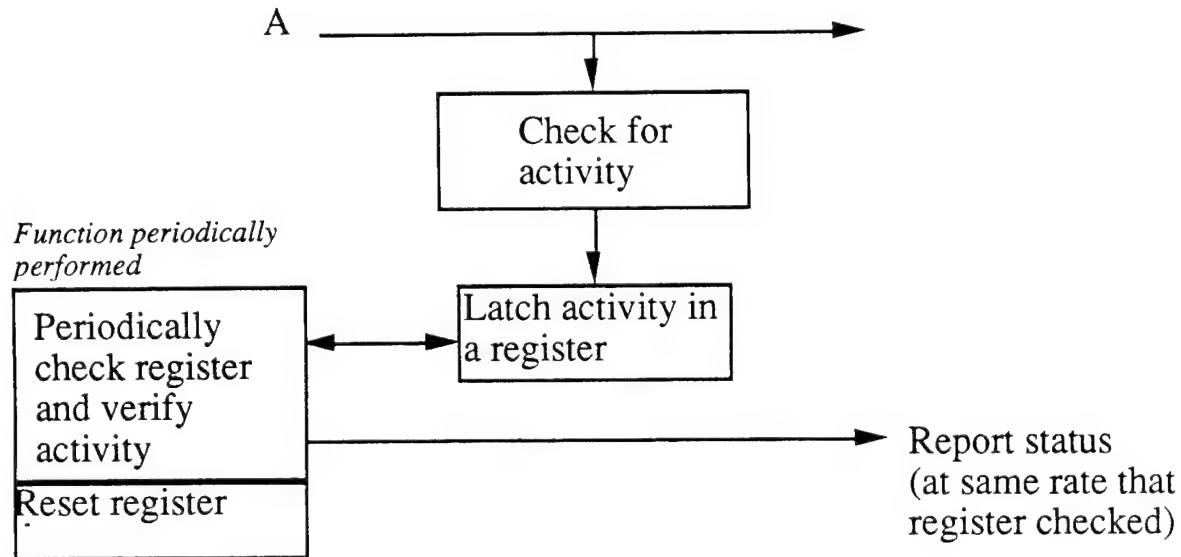 A
Check for
activity
Function periodically
performed
Latch activity in
a register
Periodically
check register
and verify
activity
Reset register
Report status
(at same rate that
register checked)